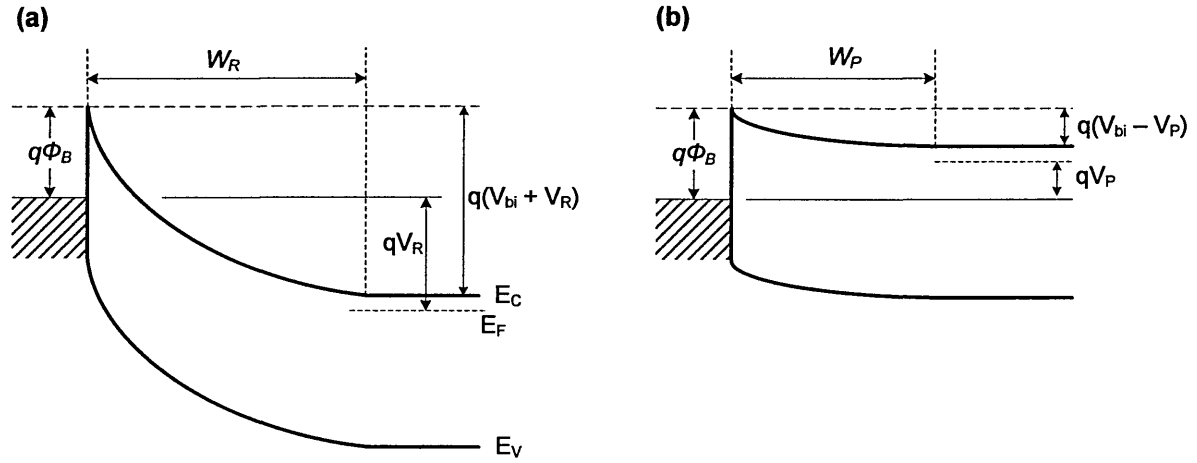 (a)
W_R
qΦ_B
q(V_bi + V_R)
qV_R
E_C
E_F
E_V
(b)
W_P
qΦ_B
q(V_bi – V_P)
qV_P